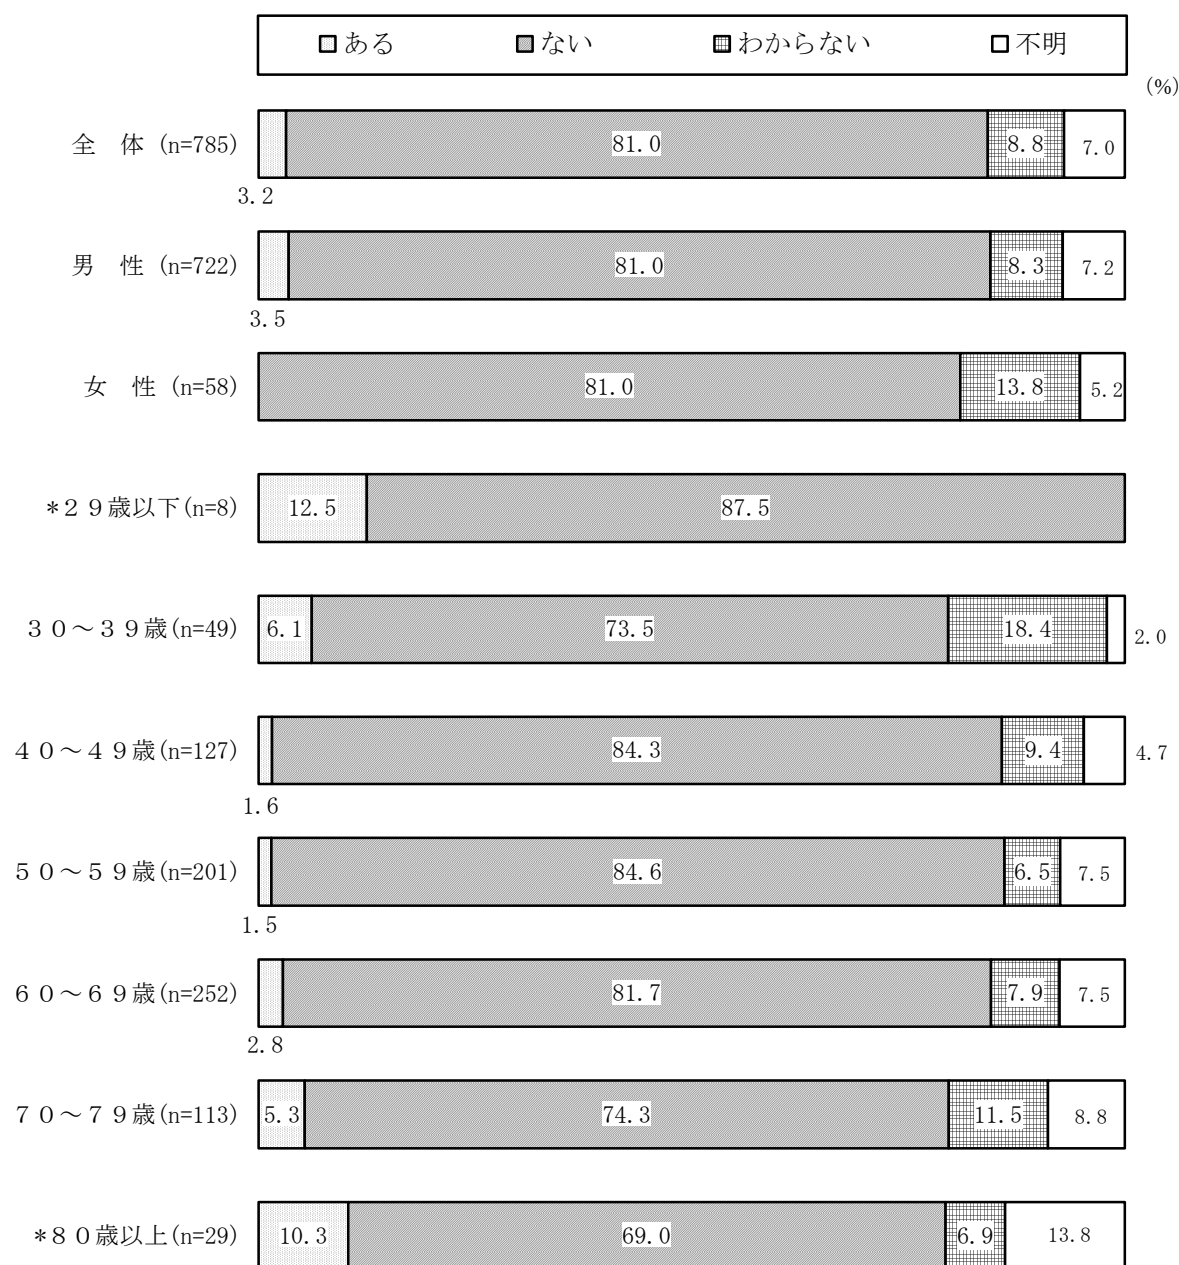 ある ない わからない 不明
(%)
全 体 (n=785) 81.0 8.8 7.0
3.2
男 性 (n=722) 81.0 8.3 7.2
3.5
女 性 (n=58) 81.0 13.8 5.2
*２９歳以下(n=8) 12.5 87.5
３０～３９歳(n=49) 6.1 73.5 18.4 2.0
４０～４９歳(n=127) 84.3 9.4 4.7
1.6
５０～５９歳(n=201) 84.6 6.5 7.5
1.5
６０～６９歳(n=252) 81.7 7.9 7.5
2.8
７０～７９歳(n=113) 5.3 74.3 11.5 8.8
*８０歳以上(n=29) 10.3 69.0 6.9 13.8